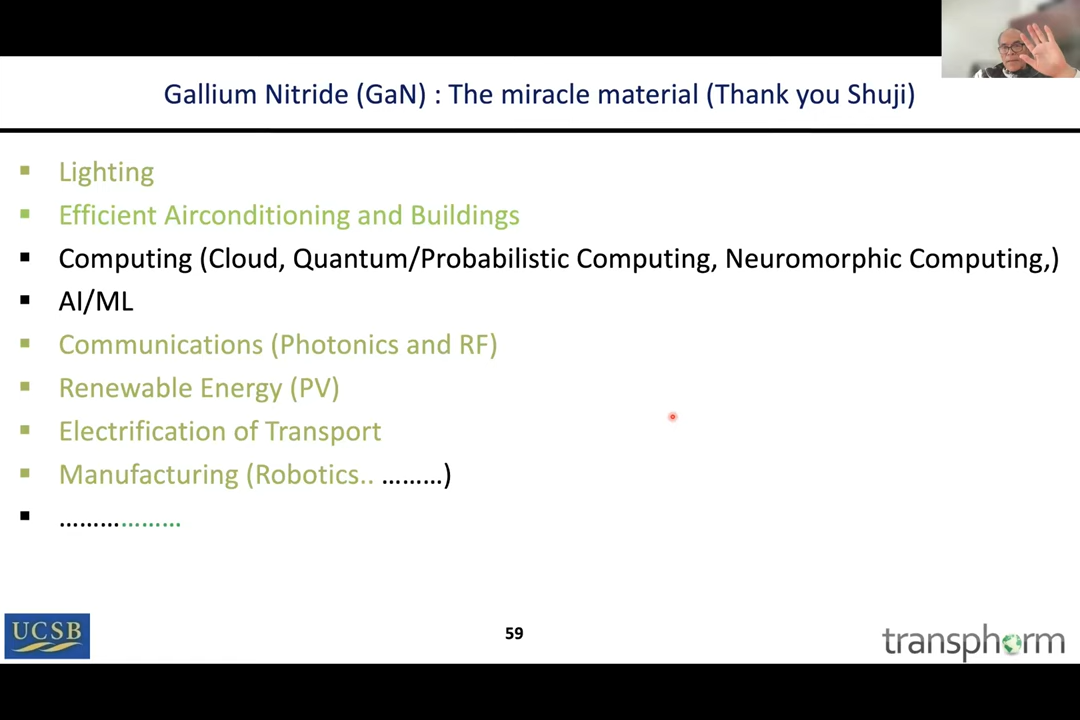 Gallium Nitride (GaN) : The miracle material (Thank you Shuji)
▪ Lighting
▪ Efficient Airconditioning and Buildings
▪ Computing (Cloud, Quantum/Probabilistic Computing, Neuromorphic Computing,)
▪ AI/ML
▪ Communications (Photonics and RF)
▪ Renewable Energy (PV)
▪ Electrification of Transport
▪ Manufacturing (Robotics.. ………)
▪ ………………
UCSB
59
transphorm